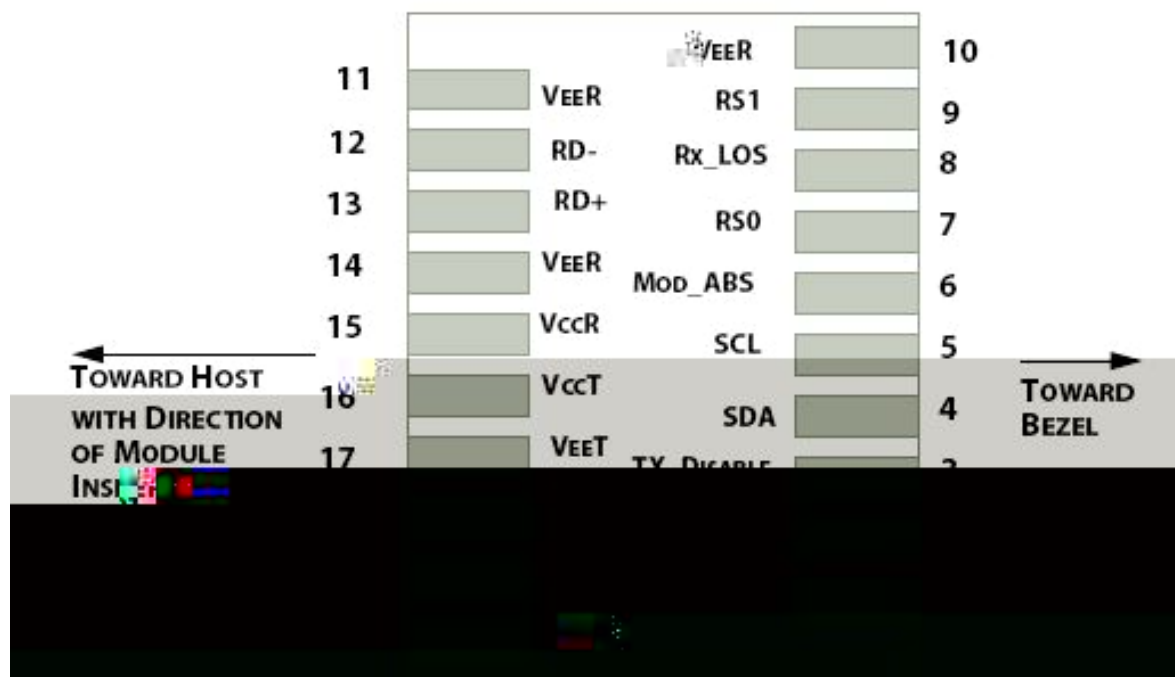 11
VEER
12
RD-
13
RD+
14
VEER
15
VccR
16
VccT
17
VEET
VEER
10
RS1
9
Rx_LOS
8
RS0
7
MOD_ABS
6
SCL
5
SDA
4
TX_DISABLE
TOWARD HOST
WITH DIRECTION
OF MODULE
TOWARD
BEZEL